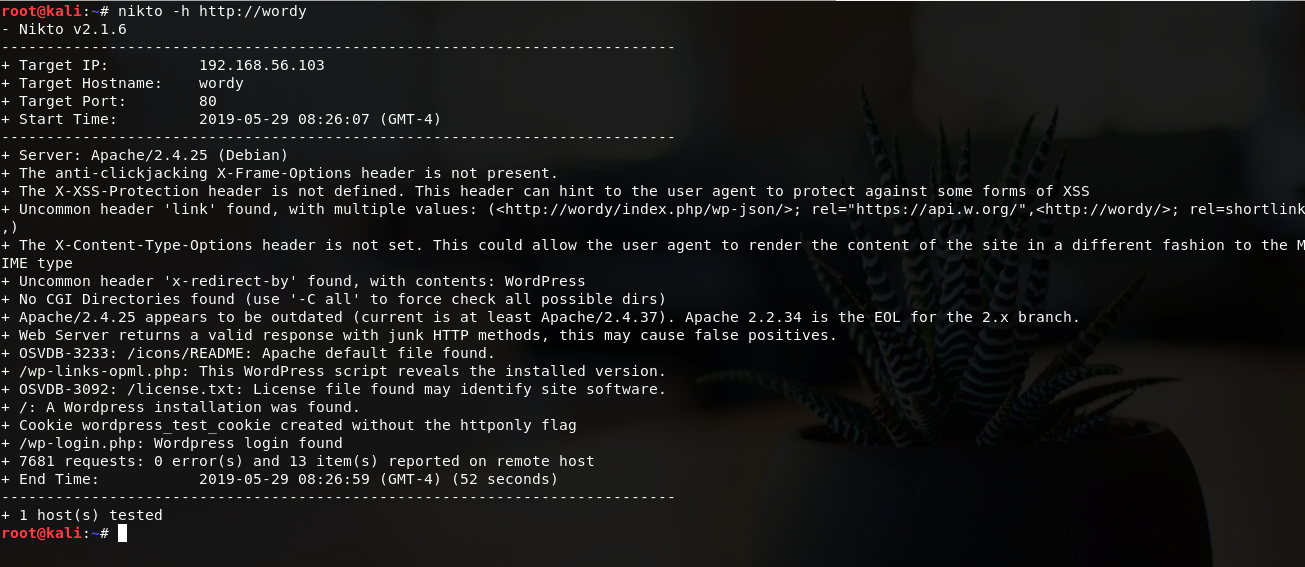 root@kali:~# nikto -h http://wordy
- Nikto v2.1.6
---------------------------------------------------------------------------
+ Target IP:          192.168.56.103
+ Target Hostname:    wordy
+ Target Port:        80
+ Start Time:         2019-05-29 08:26:07 (GMT-4)
---------------------------------------------------------------------------
+ Server: Apache/2.4.25 (Debian)
+ The anti-clickjacking X-Frame-Options header is not present.
+ The X-XSS-Protection header is not defined. This header can hint to the user agent to protect against some forms of XSS
+ Uncommon header 'link' found, with multiple values: (<http://wordy/index.php/wp-json/>; rel="https://api.w.org/",<http://wordy/>; rel=shortlink
,)
+ The X-Content-Type-Options header is not set. This could allow the user agent to render the content of the site in a different fashion to the M
IME type
+ Uncommon header 'x-redirect-by' found, with contents: WordPress
+ No CGI Directories found (use '-C all' to force check all possible dirs)
+ Apache/2.4.25 appears to be outdated (current is at least Apache/2.4.37). Apache 2.2.34 is the EOL for the 2.x branch.
+ Web Server returns a valid response with junk HTTP methods, this may cause false positives.
+ OSVDB-3233: /icons/README: Apache default file found.
+ /wp-links-opml.php: This WordPress script reveals the installed version.
+ OSVDB-3092: /license.txt: License file found may identify site software.
+ /: A Wordpress installation was found.
+ Cookie wordpress_test_cookie created without the httponly flag
+ /wp-login.php: Wordpress login found
+ 7681 requests: 0 error(s) and 13 item(s) reported on remote host
+ End Time:           2019-05-29 08:26:59 (GMT-4) (52 seconds)
---------------------------------------------------------------------------
+ 1 host(s) tested
root@kali:~#